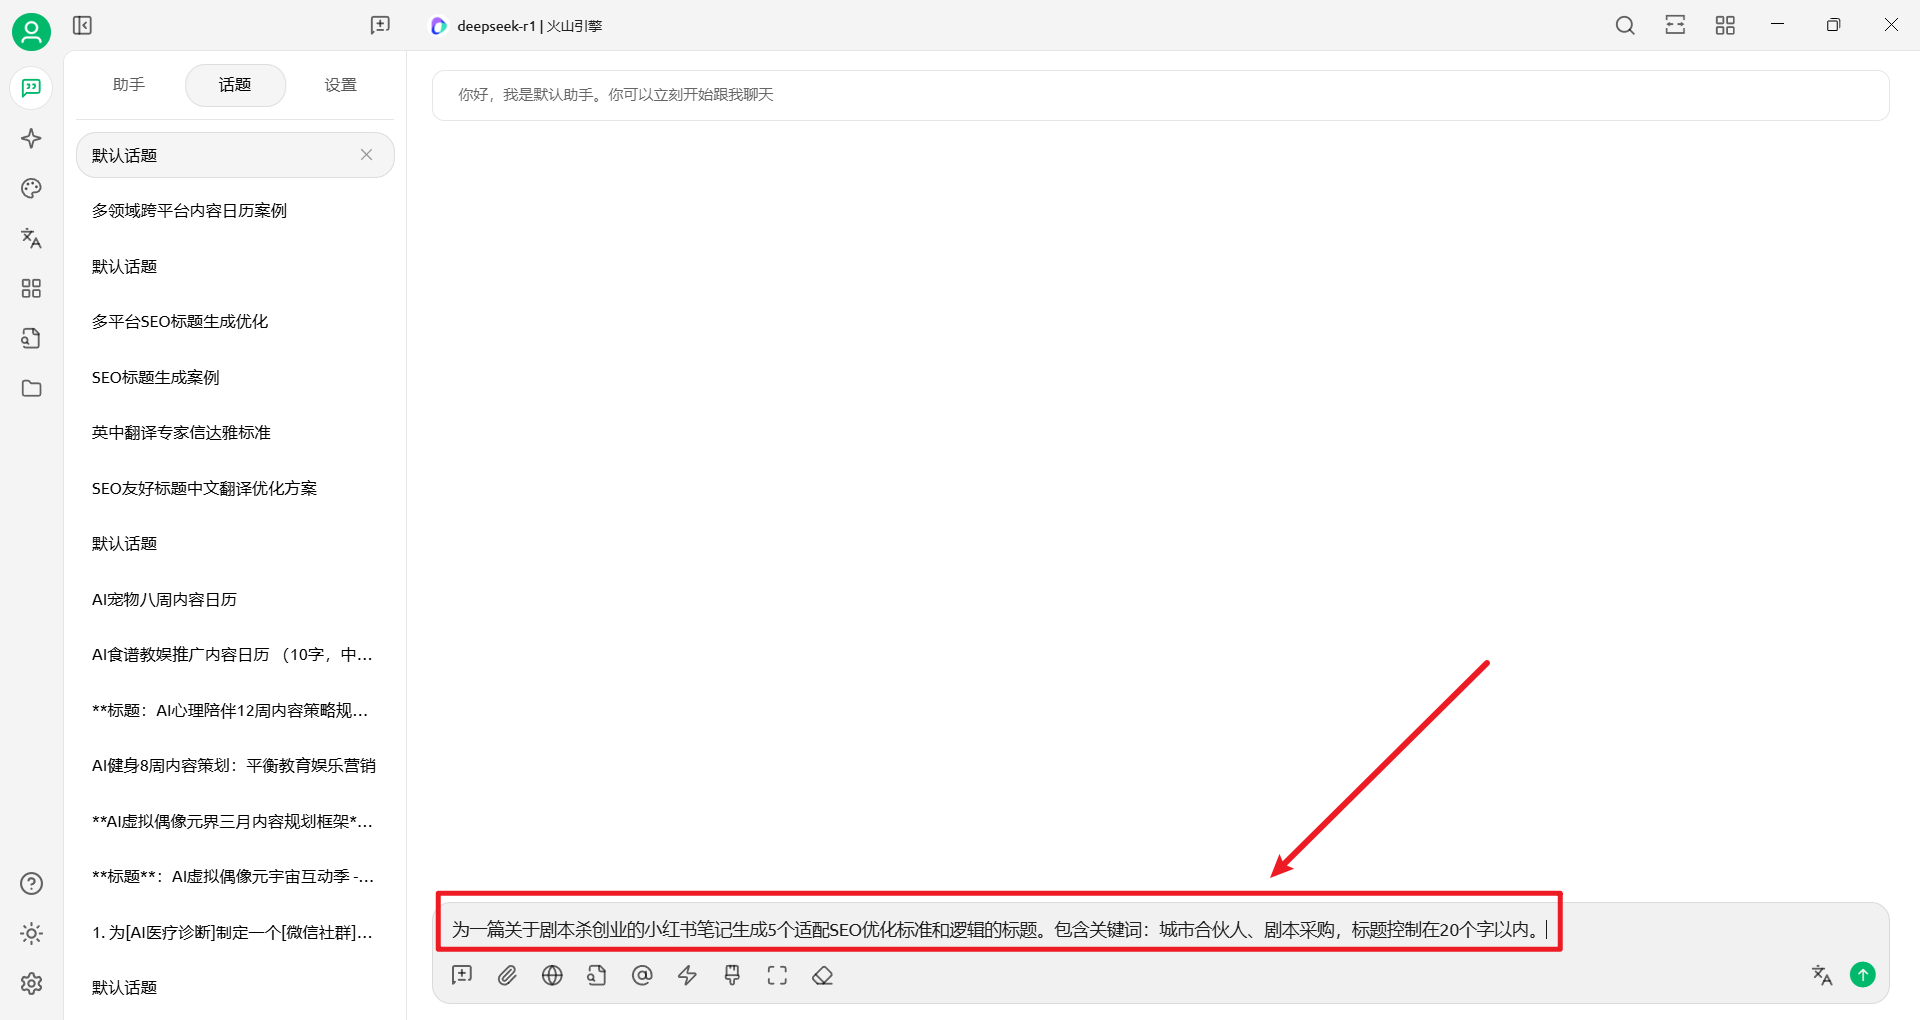 deepseek-r1 | 火山引擎
助手
话题
设置
默认话题
多领域跨平台内容日历案例
默认话题
多平台SEO标题生成优化
SEO标题生成案例
英中翻译专家信达雅标准
SEO友好标题中文翻译优化方案
默认话题
AI宠物八周内容日历
AI食谱教娱推广内容日历 （10字，中...
**标题：AI心理陪伴12周内容策略规...
AI健身8周内容策划：平衡教育娱乐营销
**AI虚拟偶像元界三月内容规划框架*...
**标题**：AI虚拟偶像元宇宙互动季 -...
1. 为[AI医疗诊断]制定一个[微信社群]...
默认话题
你好，我是默认助手。你可以立刻开始跟我聊天
为一篇关于剧本杀创业的小红书笔记生成5个适配SEO优化标准和逻辑的标题。包含关键词：城市合伙人、剧本采购，标题控制在20个字以内。